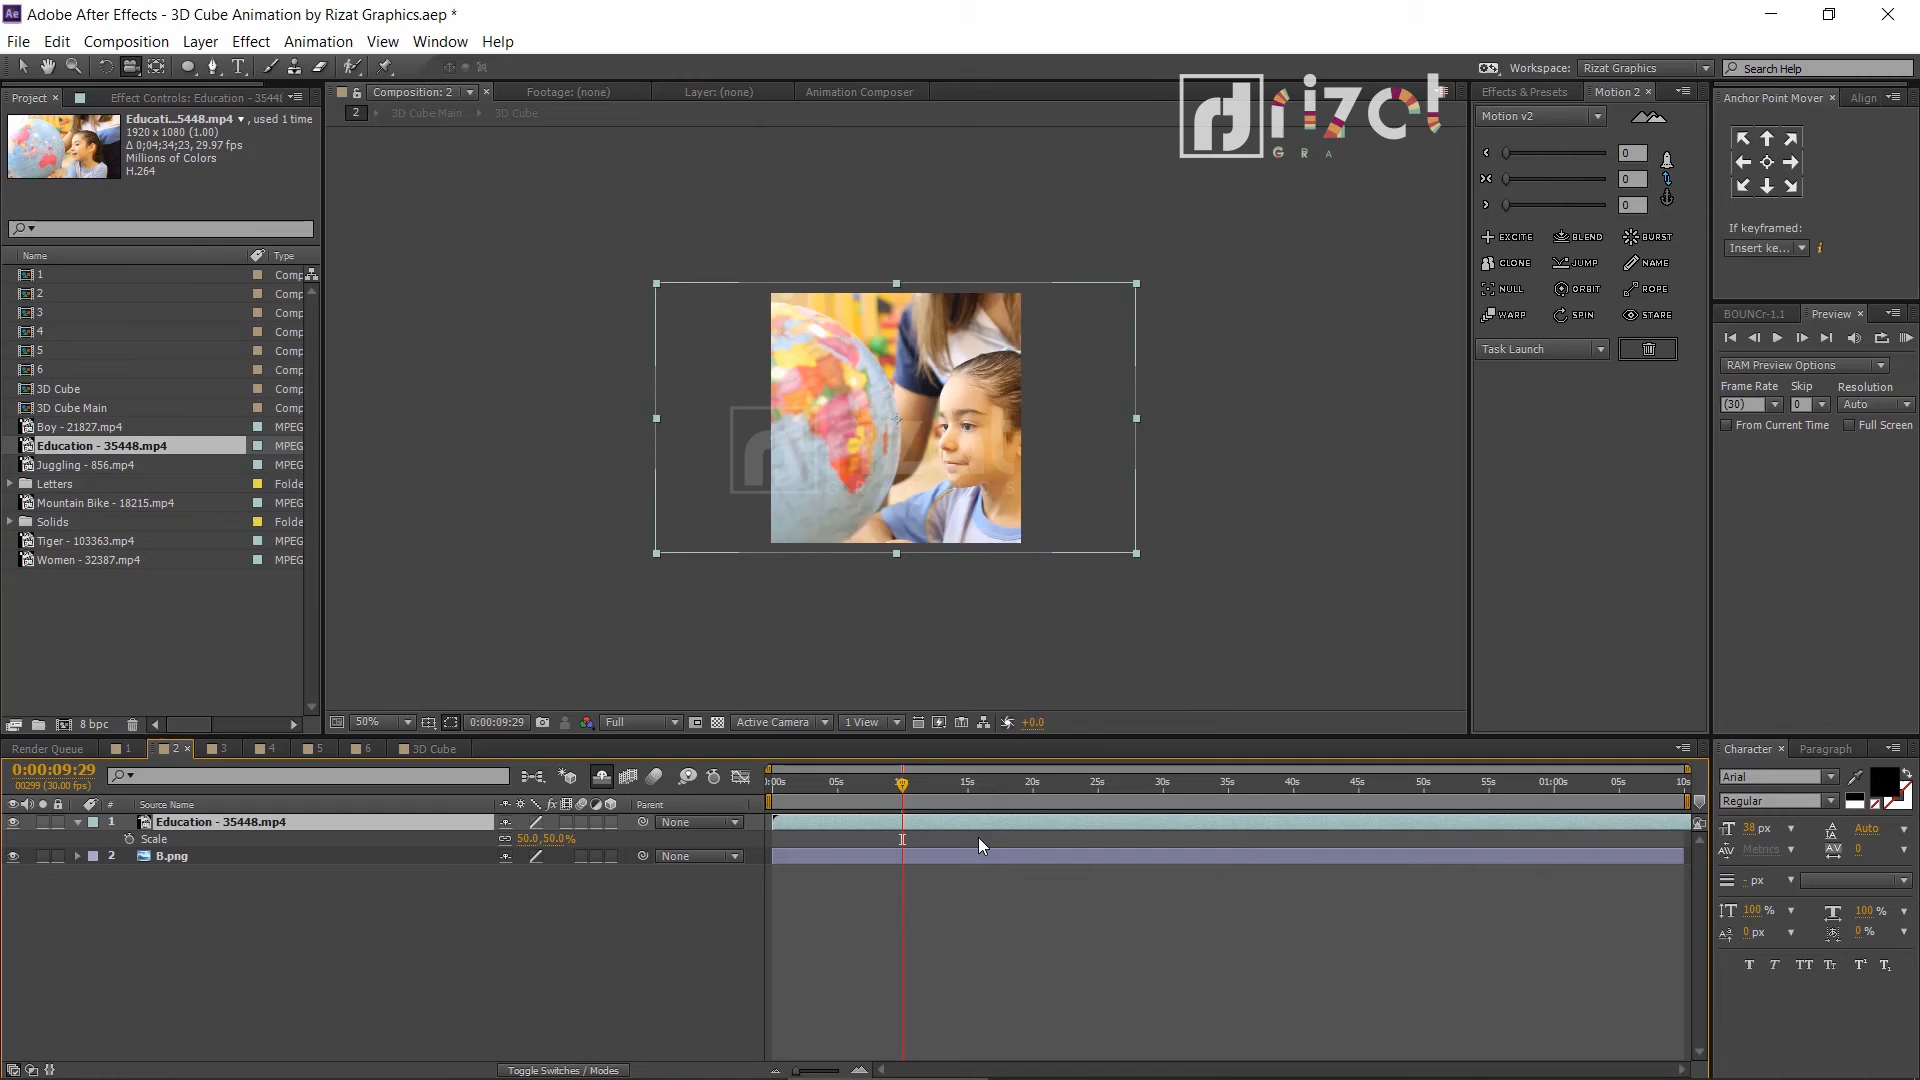 Adobe After Effects - 3D Cube Animation by Rizat Graphics.aep *
File Edit Composition Layer Effect Animation View Window Help
Workspace: Rizat Graphics Search Help
Project × Effect Controls: Education - 3544
Educati...5448.mp4 ▼ , used 1 time
1920 x 1080 (1.00)
Δ 0;04;34;23, 29.97 fps
Millions of Colors
H.264
Name Type
1 Comp
2 Comp
3 Comp
4 Comp
5 Comp
6 Comp
3D Cube Comp
3D Cube Main Comp
Boy - 21827.mp4 MPEG
Education - 35448.mp4 MPEG
Juggling - 856.mp4 MPEG
Letters Folde
Mountain Bike - 18215.mp4 MPEG
Solids Folde
Tiger - 103363.mp4 MPEG
Women - 32387.mp4 MPEG
8 bpc
Composition: 2 × Footage: (none) Layer: (none) Animation Composer
2 3D Cube Main 3D Cube
rizat
GRA
50% 0:00:09:29 Full Active Camera 1 View +0.0
Effects & Presets Motion 2 ×
Motion v2
0
0
0
EXCITE BLEND BURST
CLONE JUMP NAME
NULL ORBIT ROPE
WARP SPIN STARE
Task Launch
Anchor Point Mover × Align
If keyframed:
Insert ke...
BOUNCr-1.1 Preview ×
RAM Preview Options
Frame Rate Skip Resolution
(30) 0 Auto
From Current Time Full Screen
Render Queue 1 2 × 3 4 5 6 3D Cube
0:00:09:29
00299 (30.00 fps)
:00s 05s 15s 20s 25s 30s 35s 40s 45s 50s 55s 01:00s 05s 10s
# Source Name Parent
1 Education - 35448.mp4 None
Scale 50.0,50.0%
2 B.png None
Toggle Switches / Modes
Character × Paragraph
Arial
Regular
38 px Auto
Metrics 0
- px
100 % 100 %
0 px 0 %
T T TT Tt T¹ T₁